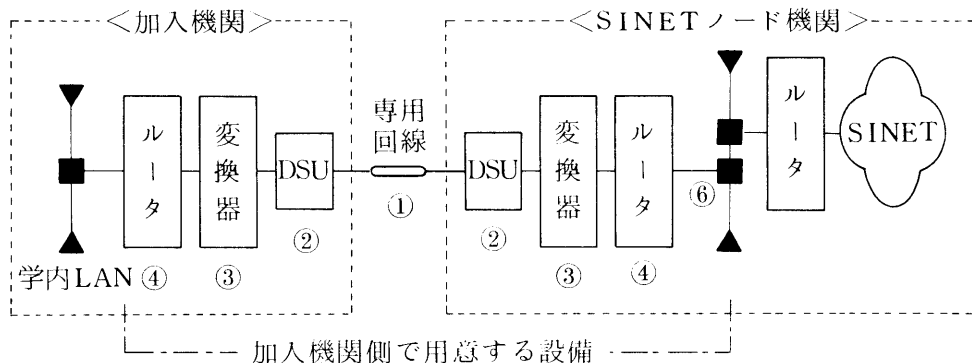 <加入機関>
<SINETノード機関>
ルータ
変換器
DSU
専用
回線
DSU
変換器
ルータ
ルータ
SINET
①
⑥
②
②
学内LAN
④
③
③
④
加入機関側で用意する設備